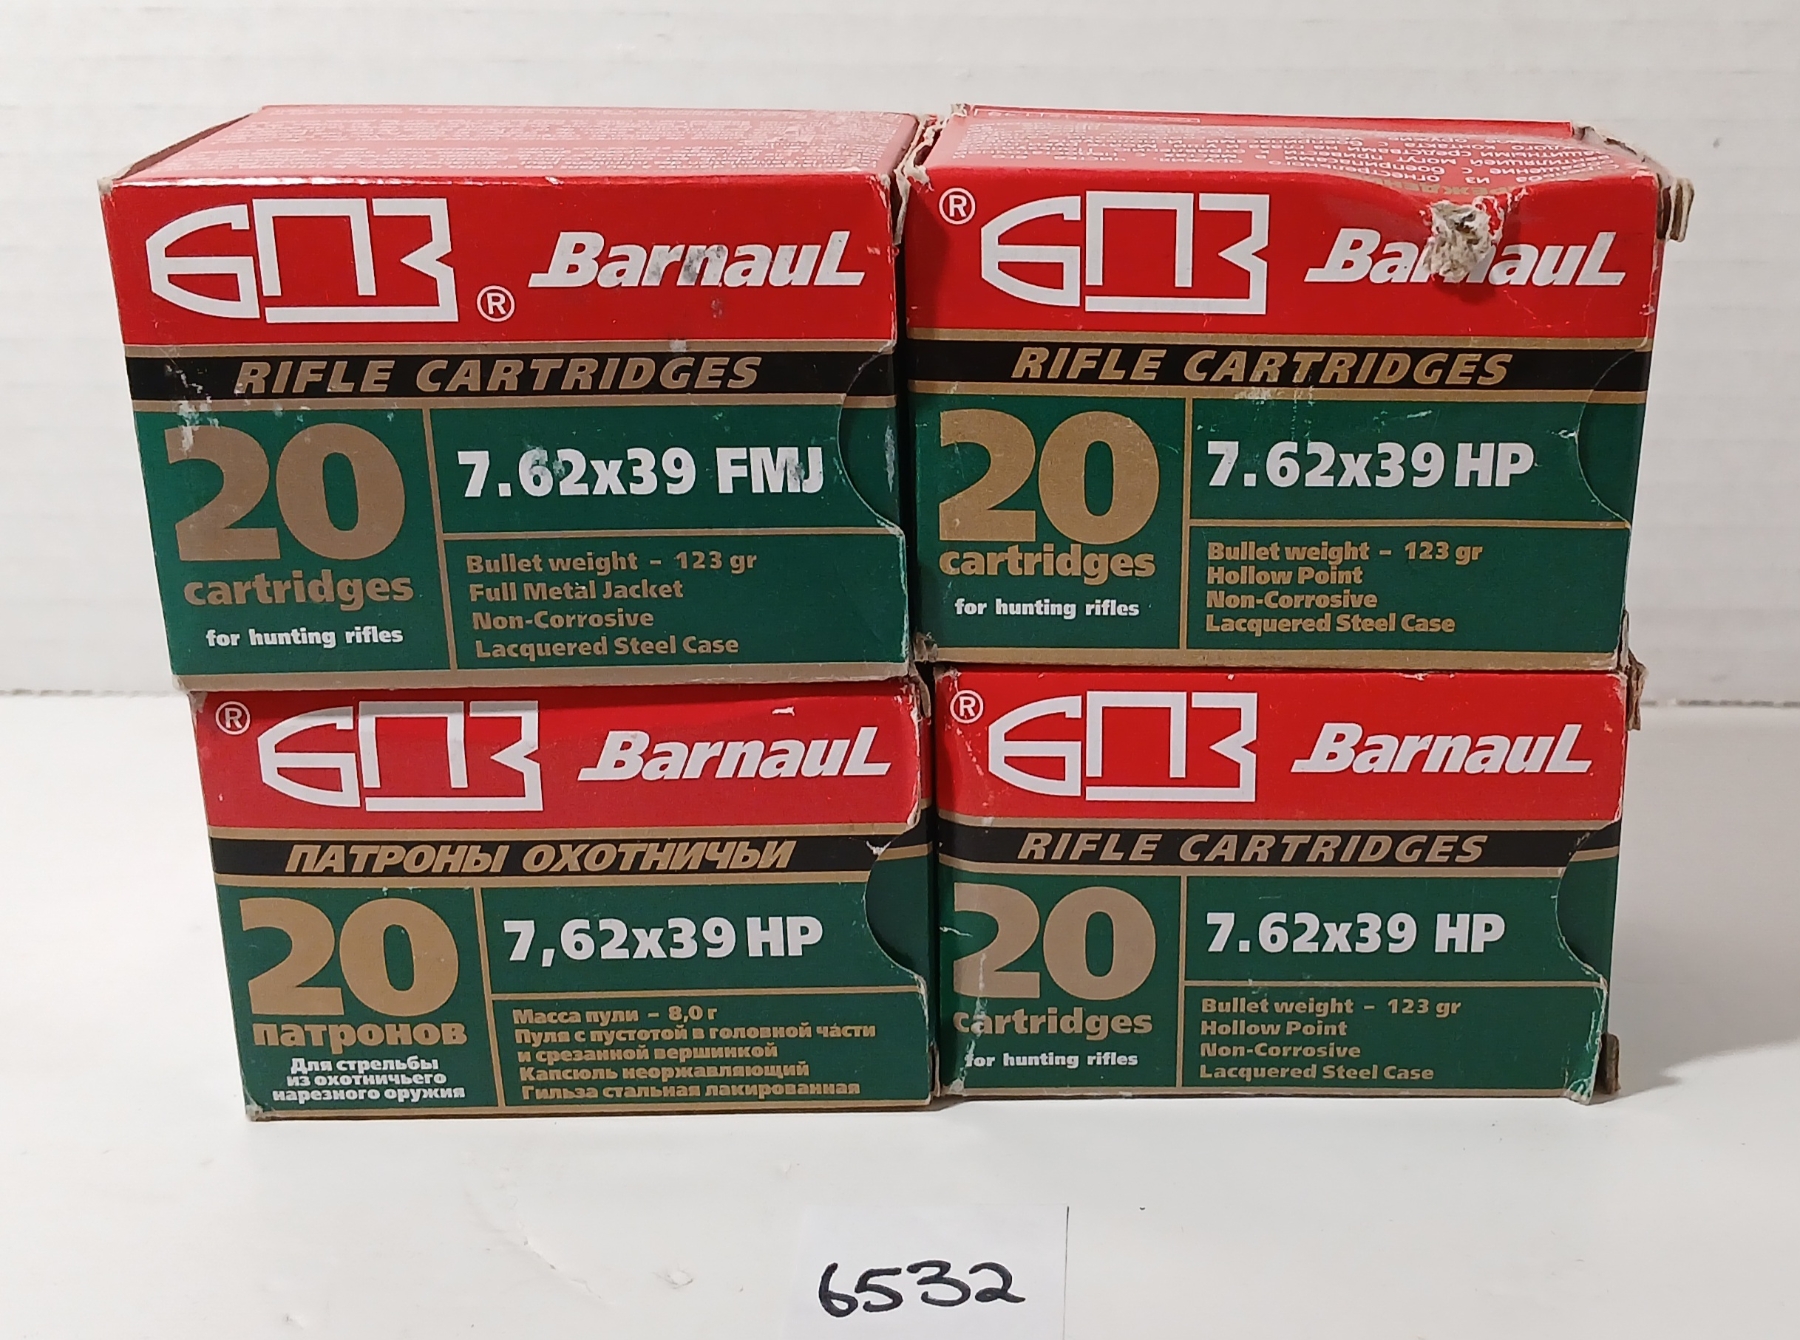 БПЗ ® Barnaul
RIFLE CARTRIDGES
20
cartridges
for hunting rifles
7.62x39 FMJ
Bullet weight – 123 gr
Full Metal Jacket
Non-Corrosive
Lacquered Steel Case
® БПЗ Barnaul
RIFLE CARTRIDGES
20
cartridges
for hunting rifles
7.62x39 HP
Bullet weight – 123 gr
Hollow Point
Non-Corrosive
Lacquered Steel Case
® БПЗ Barnaul
ПАТРОНЫ ОХОТНИЧЬИ
20
патронов
Для стрельбы
из охотничьего
нарезного оружия
7,62x39 HP
Масса пули – 8,0 г
Пуля с пустотой в головной части
и срезанной вершинкой
Капсюль неоржавляющий
Гильза стальная лакированная
® БПЗ Barnaul
RIFLE CARTRIDGES
20
cartridges
for hunting rifles
7.62x39 HP
Bullet weight – 123 gr
Hollow Point
Non-Corrosive
Lacquered Steel Case
6532